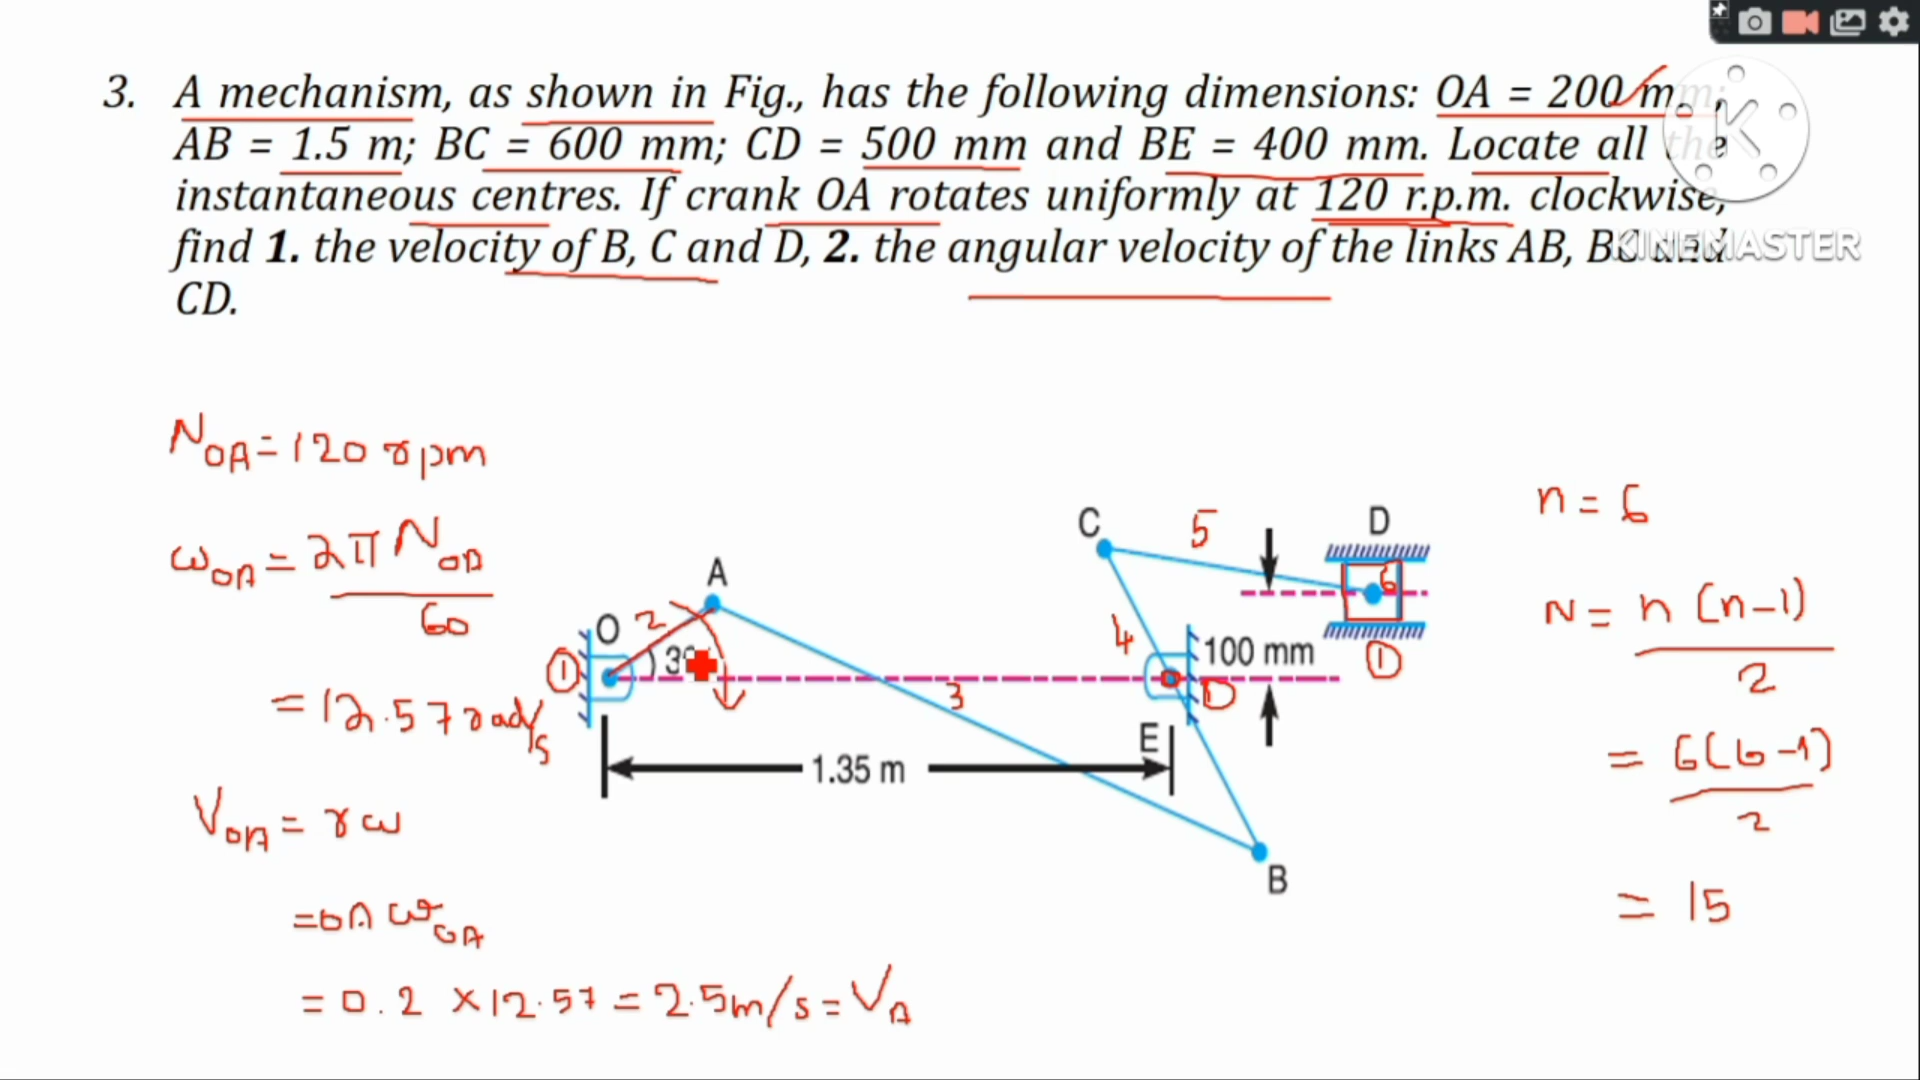 3. A mechanism, as shown in Fig., has the following dimensions: OA = 200 mm;
AB = 1.5 m; BC = 600 mm; CD = 500 mm and BE = 400 mm. Locate all the
instantaneous centres. If crank OA rotates uniformly at 120 r.p.m. clockwise,
find 1. the velocity of B, C and D, 2. the angular velocity of the links AB, BC and
CD.
K
KINEMASTER
N_OA = 120 rpm
ω_OA = 2π N_OA / 60
= 12.57 rad/s
V_OA = r ω
= OA ω_OA
= 0.2 × 12.57 = 2.5 m/s = V_A
O
A
C
D
E
B
1
2
3
4
5
6
1
1
100 mm
1.35 m
n = 6
N = n (n-1) / 2
= 6(6-1) / 2
= 15